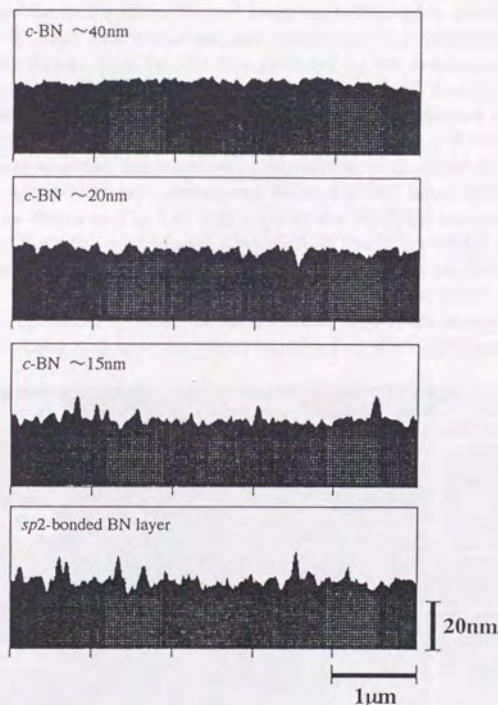 c-BN ~40nm
c-BN ~20nm
c-BN ~15nm
sp2-bonded BN layer
20nm
1μm